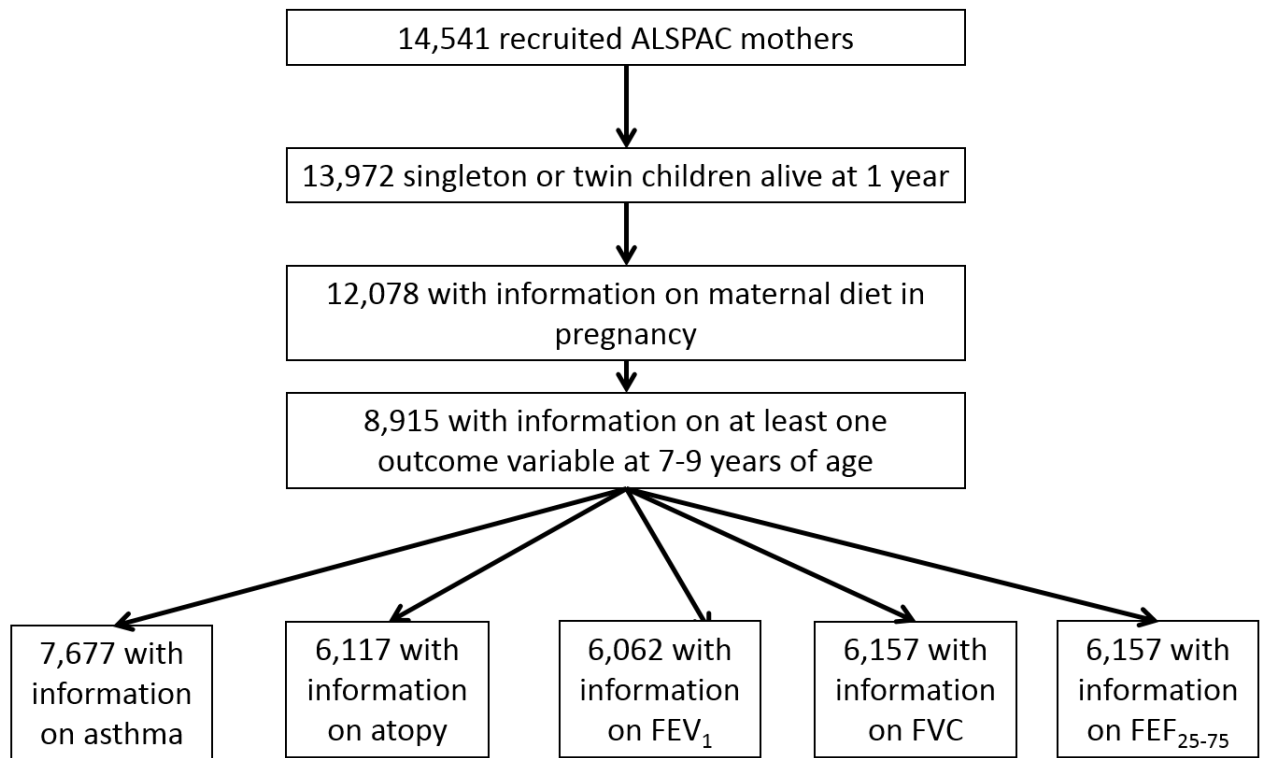 14,541 recruited ALSPAC mothers
13,972 singleton or twin children alive at 1 year
12,078 with information on maternal diet in
pregnancy
8,915 with information on at least one
outcome variable at 7-9 years of age
7,677 with
information
on asthma
6,117 with
information
on atopy
6,062 with
information
on FEV₁
6,157 with
information
on FVC
6,157 with
information
on FEF₂₅₋₇₅